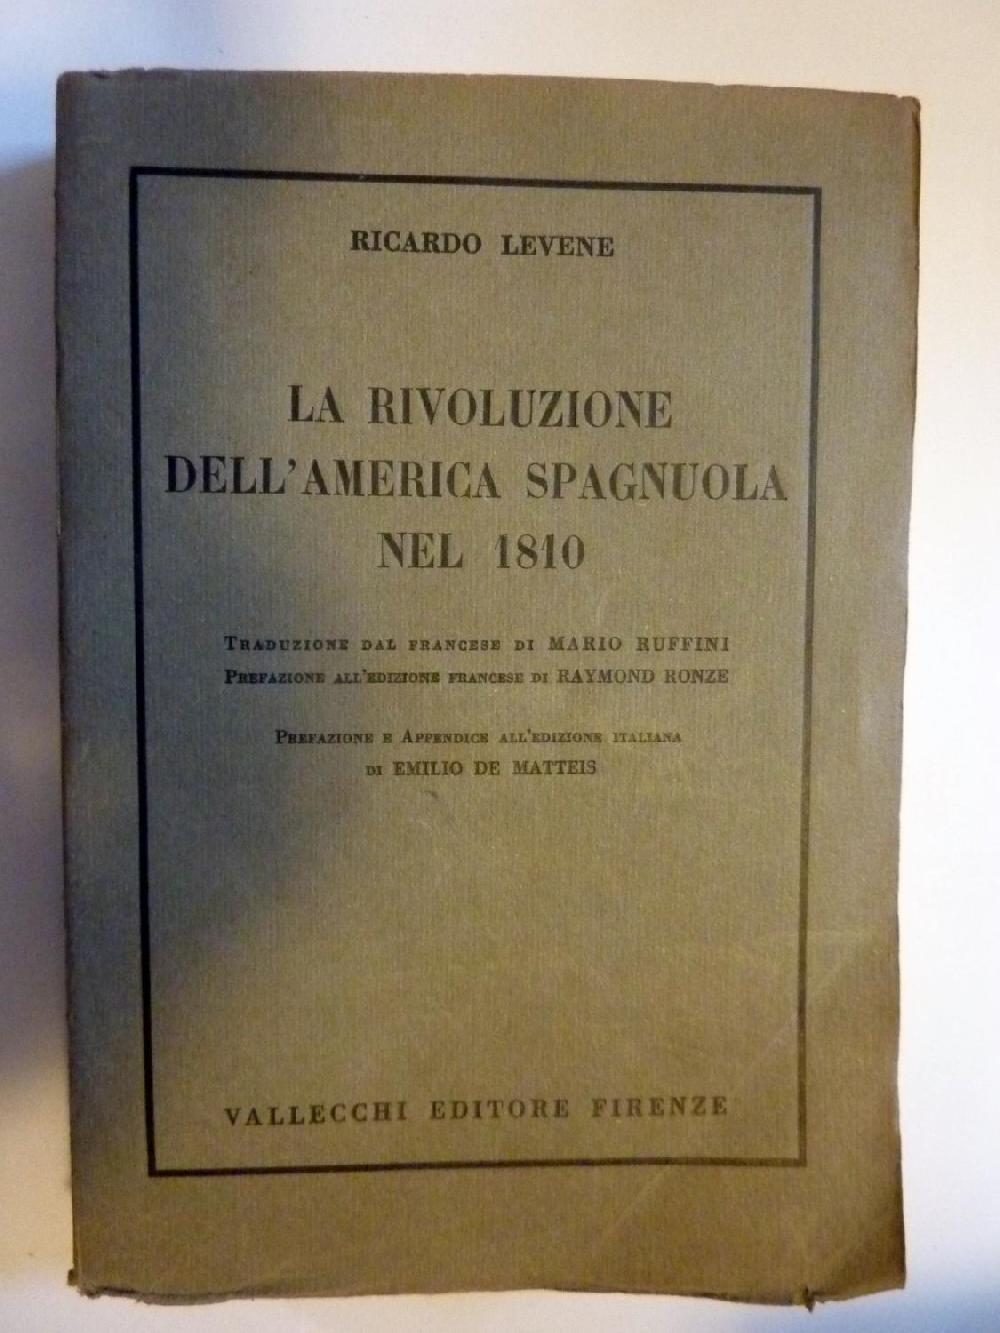 RICARDO LEVENE
LA RIVOLUZIONE
DELL'AMERICA SPAGNUOLA
NEL 1810
TRADUZIONE DAL FRANCESE DI MARIO RUFFINI
PREFAZIONE ALL'EDIZIONE FRANCESE DI RAYMOND RONZE
PREFAZIONE E APPENDICE ALL'EDIZIONE ITALIANA
DI EMILIO DE MATTEIS
VALLECCHI EDITORE FIRENZE